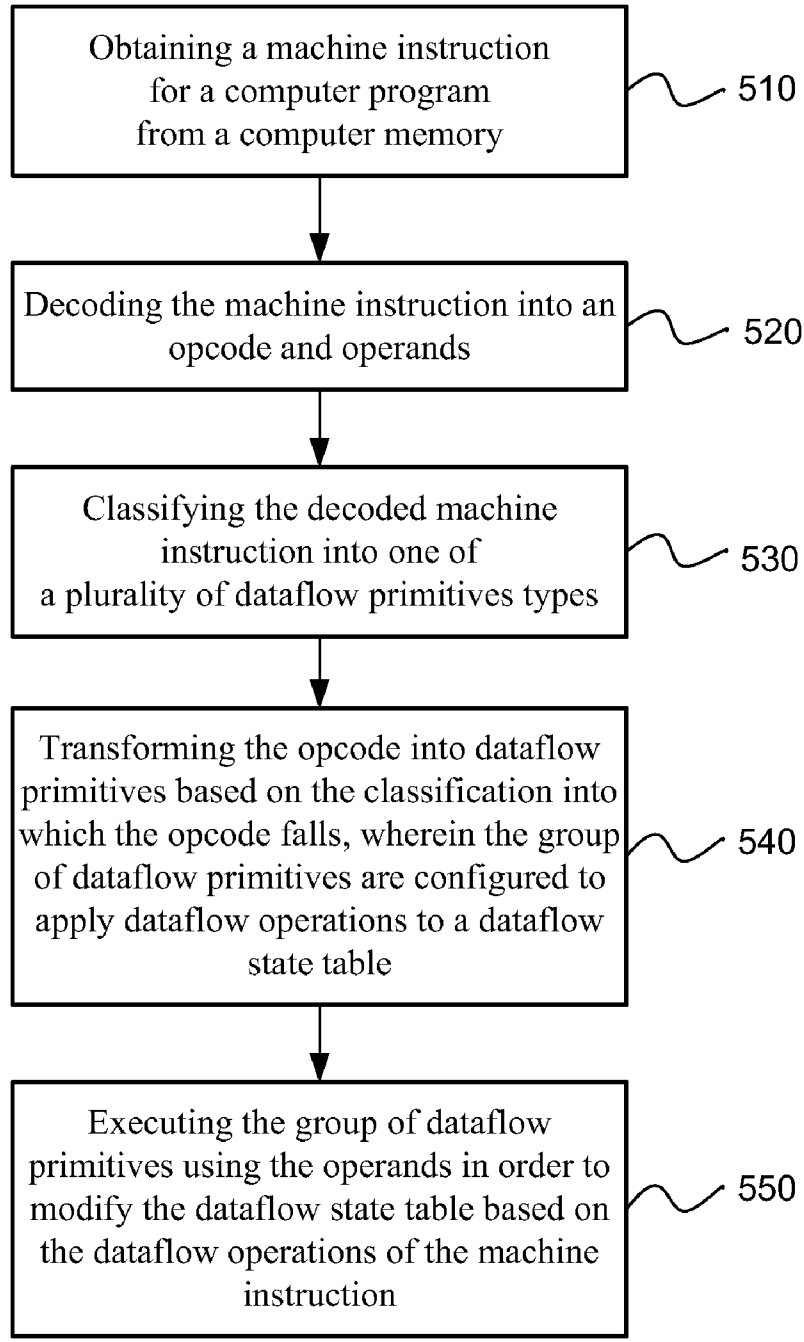 Obtaining a machine instruction
for a computer program
from a computer memory
510
Decoding the machine instruction into an
opcode and operands
520
Classifying the decoded machine
instruction into one of
a plurality of dataflow primitives types
530
Transforming the opcode into dataflow
primitives based on the classification into
which the opcode falls, wherein the group
of dataflow primitives are configured to
apply dataflow operations to a dataflow
state table
540
Executing the group of dataflow
primitives using the operands in order to
modify the dataflow state table based on
the dataflow operations of the machine
instruction
550